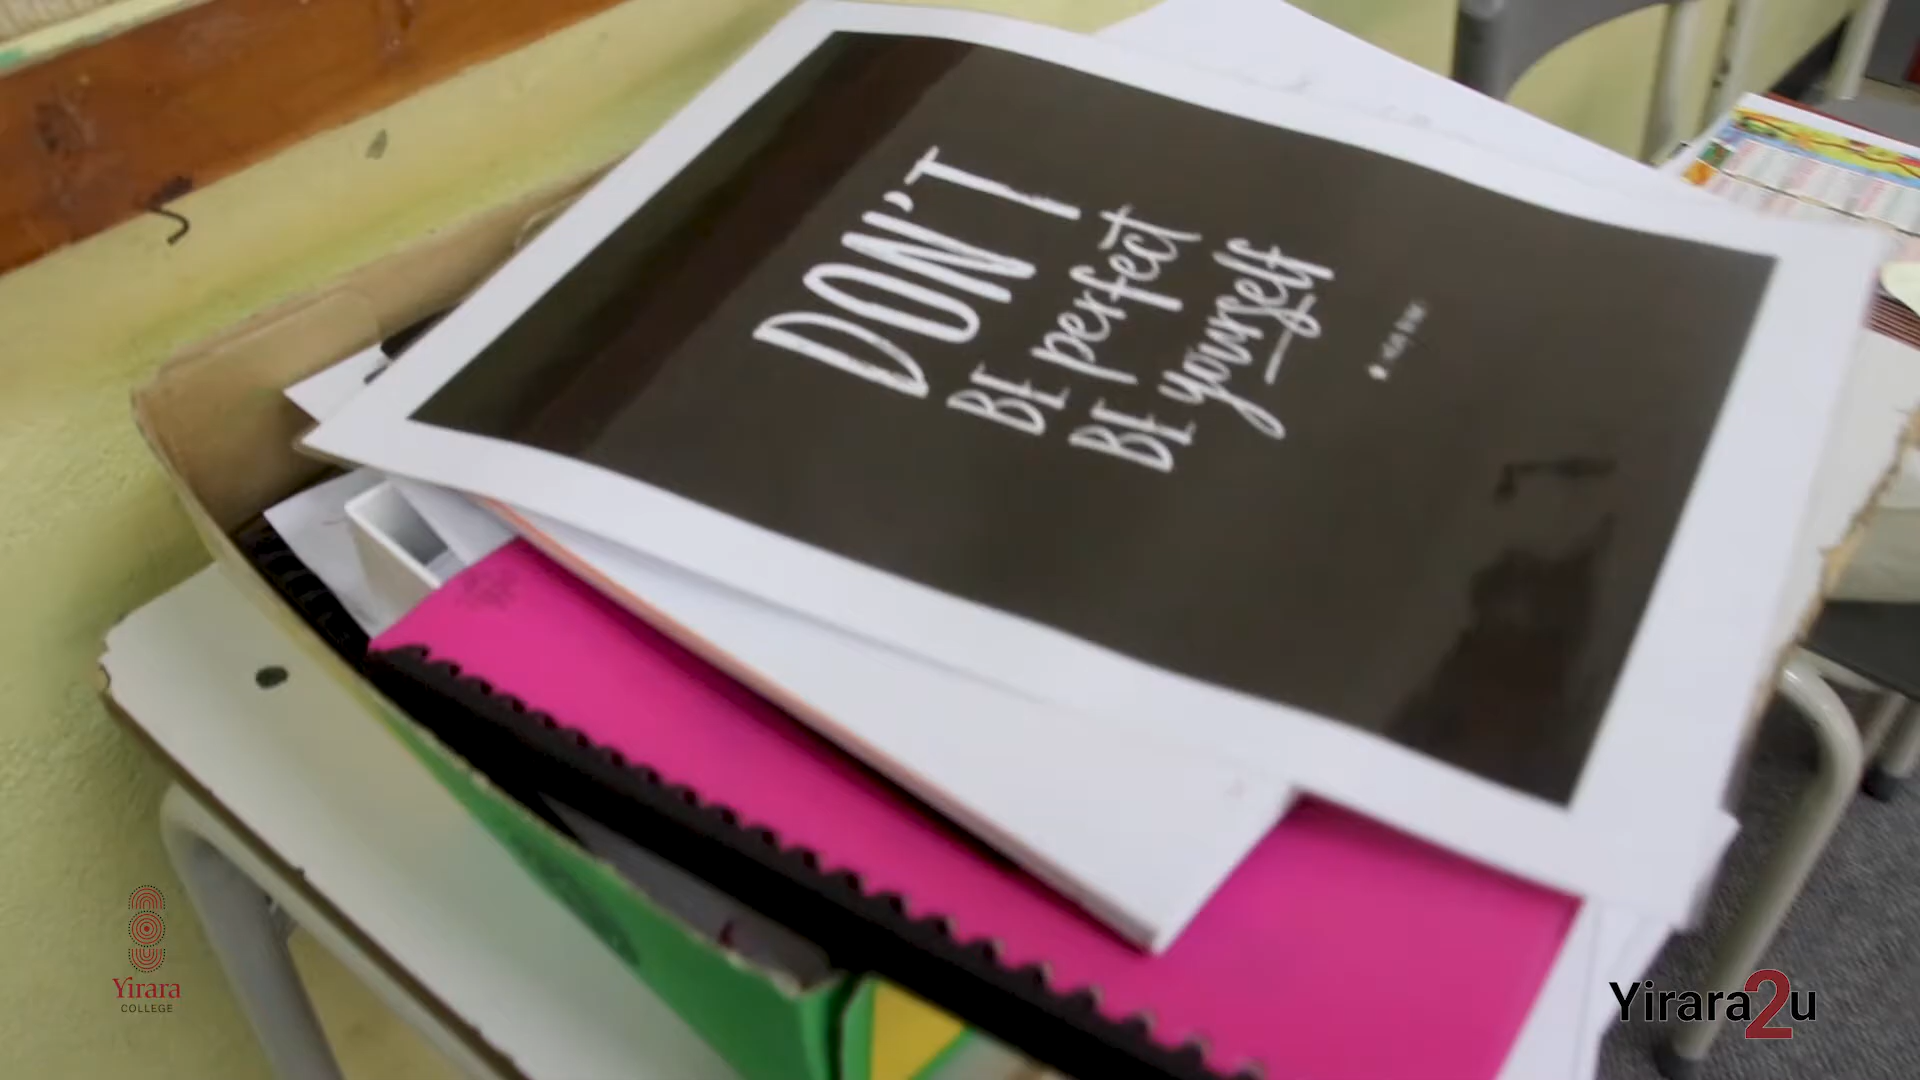 DON'T
BE perfect
BE yourself
Yirara
COLLEGE
Yirara2u